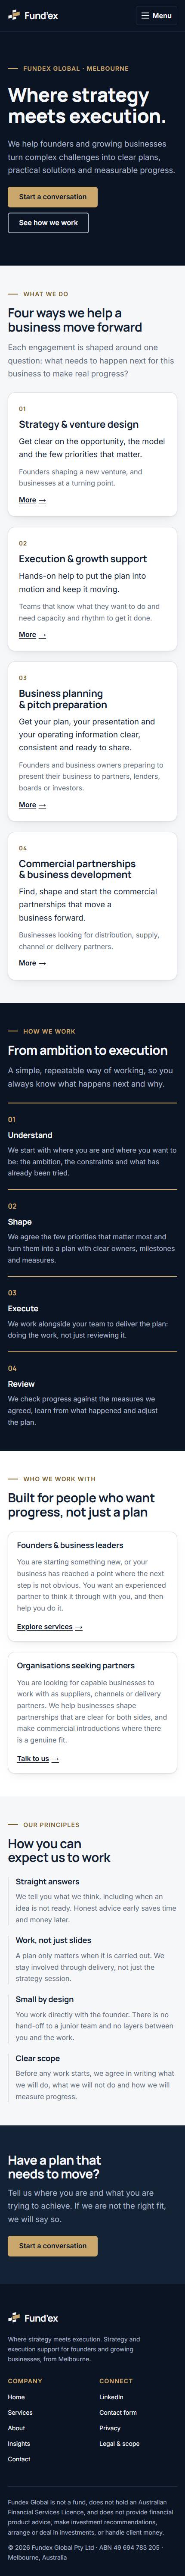 Fund'ex
Menu
FUNDEX GLOBAL · MELBOURNE
Where strategy
meets execution.
We help founders and growing businesses
turn complex challenges into clear plans,
practical solutions and measurable progress.
Start a conversation
See how we work
WHAT WE DO
Four ways we help a
business move forward
Each engagement is shaped around one
question: what needs to happen next for this
business to make real progress?
01
Strategy & venture design
Get clear on the opportunity, the model
and the few priorities that matter.
Founders shaping a new venture, and
businesses at a turning point.
More →
02
Execution & growth support
Hands-on help to put the plan into
motion and keep it moving.
Teams that know what they want to do and
need capacity and rhythm to get it done.
More →
03
Business planning
& pitch preparation
Get your plan, your presentation and
your operating information clear,
consistent and ready to share.
Founders and business owners preparing to
present their business to partners, lenders,
boards or investors.
More →
04
Commercial partnerships
& business development
Find, shape and start the commercial
partnerships that move a
business forward.
Businesses looking for distribution, supply,
channel or delivery partners.
More →
HOW WE WORK
From ambition to execution
A simple, repeatable way of working, so you
always know what happens next and why.
01
Understand
We start with where you are and where you want to
be: the ambition, the constraints and what has
already been tried.
02
Shape
We agree the few priorities that matter most and
turn them into a plan with clear owners, milestones
and measures.
03
Execute
We work alongside your team to deliver the plan:
doing the work, not just reviewing it.
04
Review
We check progress against the measures we
agreed, learn from what happened and adjust
the plan.
WHO WE WORK WITH
Built for people who want
progress, not just a plan
Founders & business leaders
You are starting something new, or your
business has reached a point where the next
step is not obvious. You want an experienced
partner to think it through with you, and then
help you do it.
Explore services →
Organisations seeking partners
You are looking for capable businesses to
work with as suppliers, channels or delivery
partners. We help businesses shape
partnerships that are clear for both sides, and
make commercial introductions where there
is a genuine fit.
Talk to us →
OUR PRINCIPLES
How you can
expect us to work
Straight answers
We tell you what we think, including when an
idea is not ready. Honest advice early saves time
and money later.
Work, not just slides
A plan only matters when it is carried out. We
stay involved through delivery, not just the
strategy session.
Small by design
You work directly with the founder. There is no
hand-off to a junior team and no layers between
you and the work.
Clear scope
Before any work starts, we agree in writing what
we will do, what we will not do and how we will
measure progress.
Have a plan that
needs to move?
Tell us where you are and what you are
trying to achieve. If we are not the right fit,
we will say so.
Start a conversation
Fund'ex
Where strategy meets execution. Strategy and
execution support for founders and growing
businesses, from Melbourne.
COMPANY
Home
Services
About
Insights
Contact
CONNECT
LinkedIn
Contact form
Privacy
Legal & scope
Fundex Global is not a fund, does not hold an Australian
Financial Services Licence, and does not provide financial
product advice, make investment recommendations,
arrange or deal in investments, or handle client money.
© 2026 Fundex Global Pty Ltd · ABN 49 694 783 205 ·
Melbourne, Australia